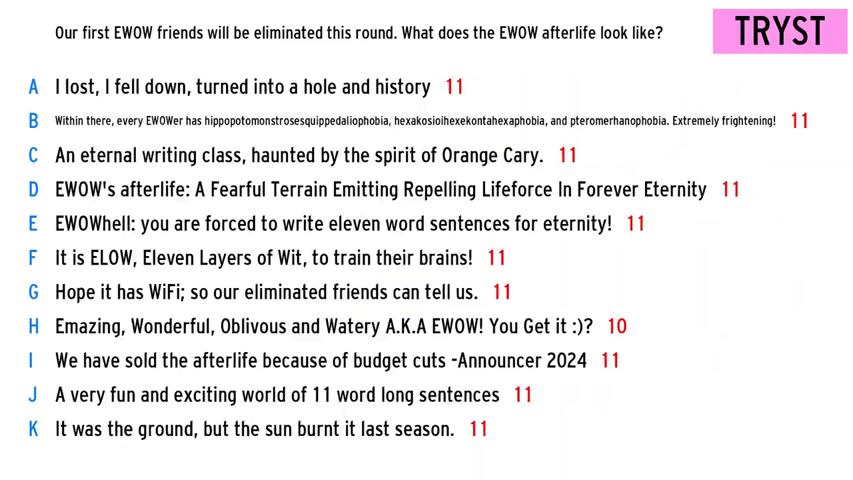 Our first EWOW friends will be eliminated this round. What does the EWOW afterlife look like?
TRYST
A I lost, I fell down, turned into a hole and history 11
B Within there, every EWOWer has hippopotomonstrosesquippedaliophobia, hexakosioihexekontahexaphobia, and pteromerhanophobia. Extremely frightening! 11
C An eternal writing class, haunted by the spirit of Orange Cary. 11
D EWOW's afterlife: A Fearful Terrain Emitting Repelling Lifeforce In Forever Eternity 11
E EWOWhell: you are forced to write eleven word sentences for eternity! 11
F It is ELOW, Eleven Layers of Wit, to train their brains! 11
G Hope it has WiFi; so our eliminated friends can tell us. 11
H Emazing, Wonderful, Oblivous and Watery A.K.A EWOW! You Get it :)? 10
I We have sold the afterlife because of budget cuts -Announcer 2024 11
J A very fun and exciting world of 11 word long sentences 11
K It was the ground, but the sun burnt it last season. 11